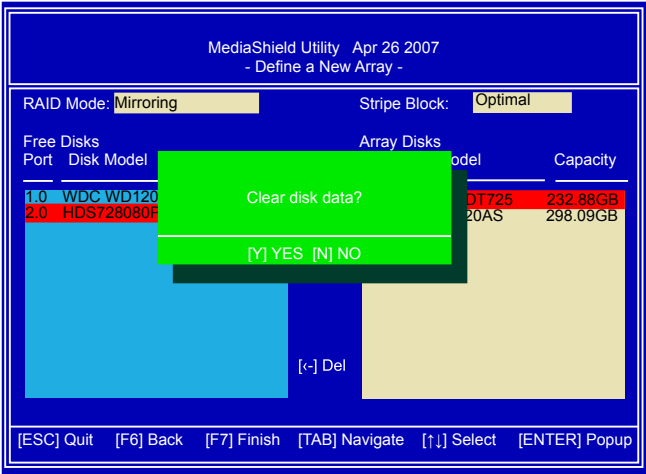 MediaShield Utility Apr 26 2007
- Define a New Array -
RAID Mode: Mirroring Stripe Block: Optimal
Free Disks Array Disks
Port Disk Model odel Capacity
1.0 WDC WD120 DT725 232.88GB
2.0 HDS728080P 20AS 298.09GB
Clear disk data?
[Y] YES [N] NO
[‹-] Del
[ESC] Quit [F6] Back [F7] Finish [TAB] Navigate [↑↓] Select [ENTER] Popup